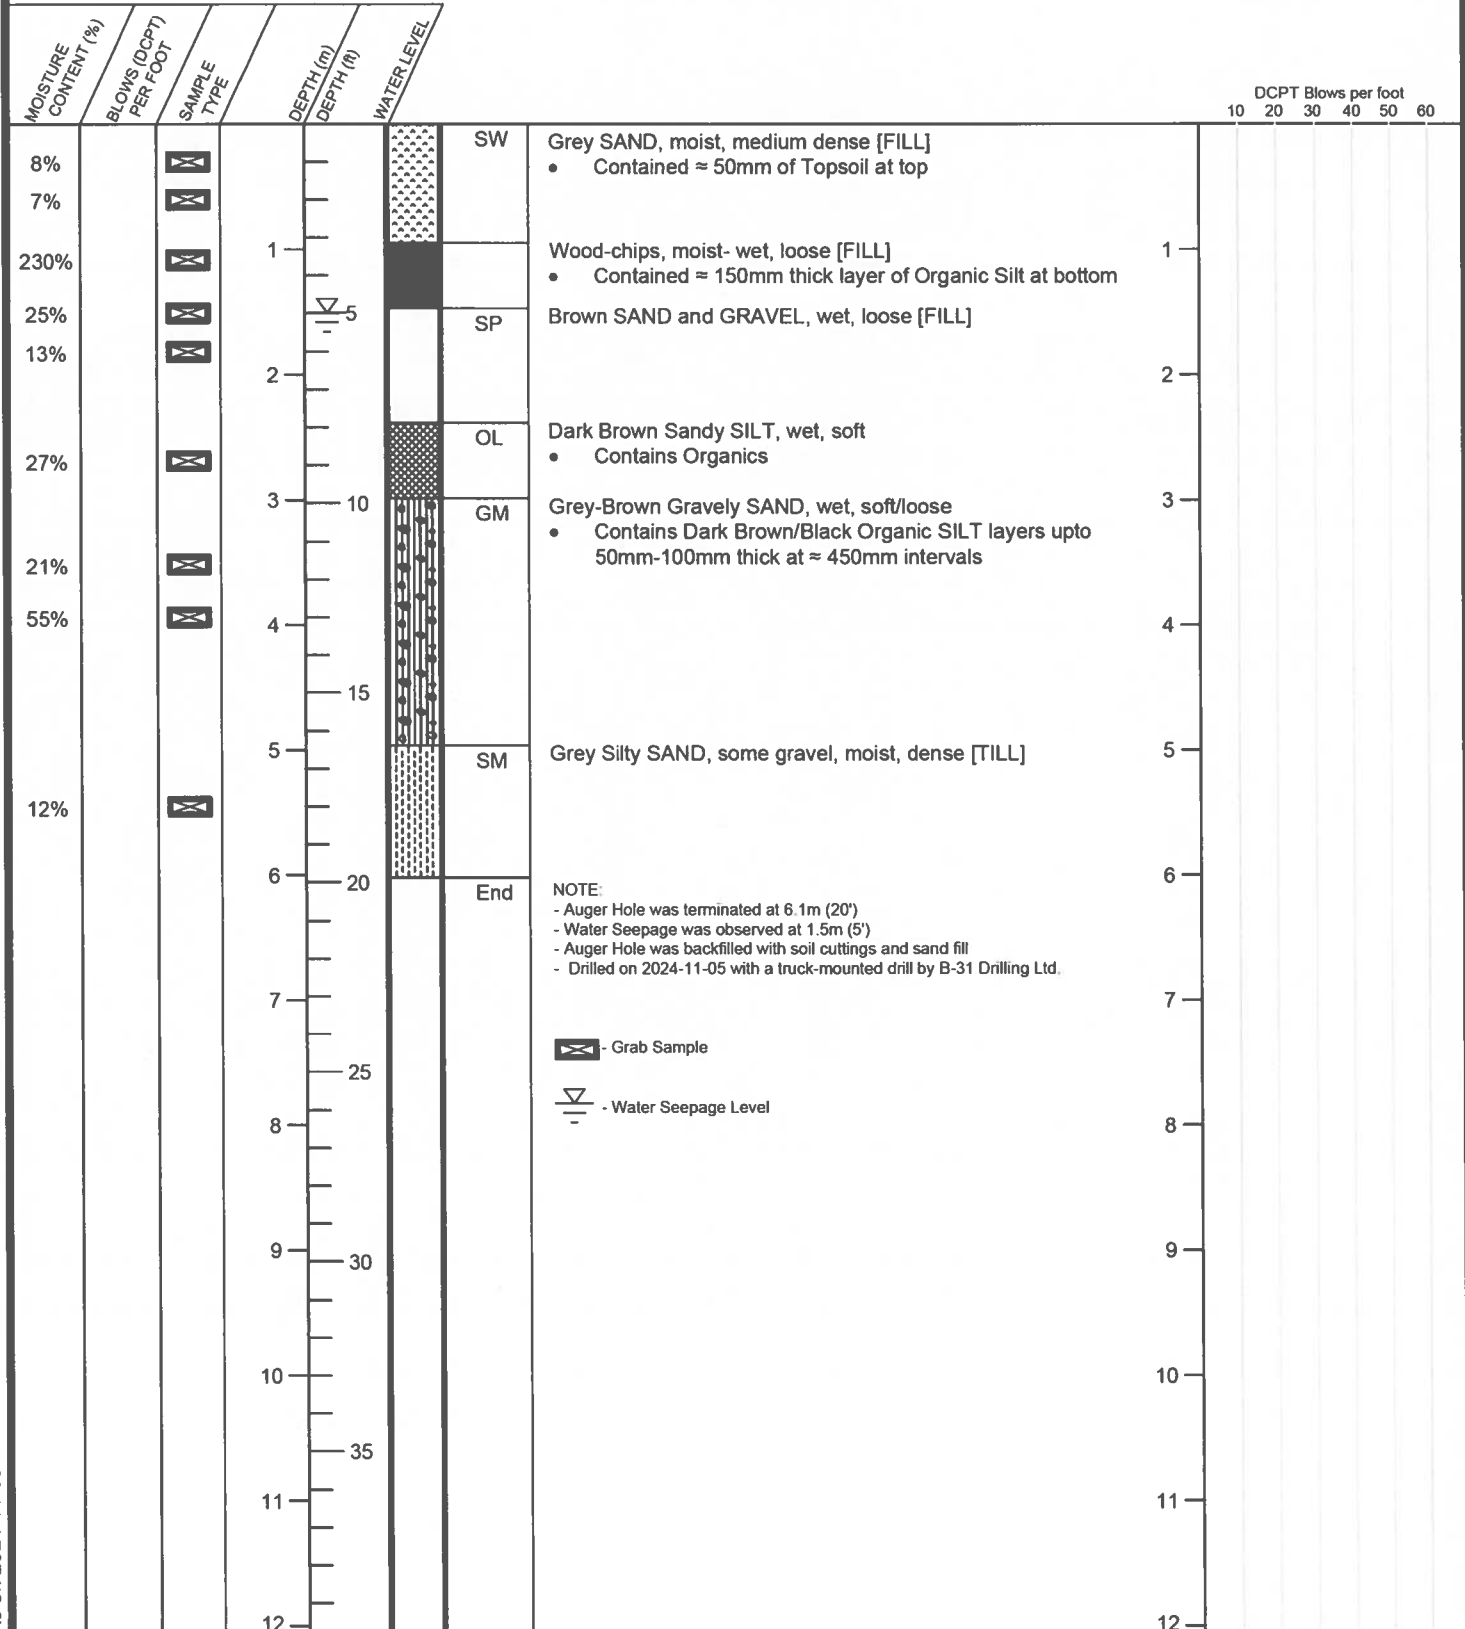 MOISTURE
CONTENT (%)
BLOWS (DCPT)
PER FOOT
SAMPLE
TYPE
DEPTH (m)
DEPTH (ft)
WATER LEVEL
DCPT Blows per foot
10 20 30 40 50 60
SW
Grey SAND, moist, medium dense [FILL]
8%
• Contained ≈ 50mm of Topsoil at top
7%
1
Wood-chips, moist- wet, loose [FILL]
1
230%
• Contained ≈ 150mm thick layer of Organic Silt at bottom
25%
5
SP
Brown SAND and GRAVEL, wet, loose [FILL]
13%
2
2
OL
Dark Brown Sandy SILT, wet, soft
27%
• Contains Organics
3
10
GM
Grey-Brown Gravely SAND, wet, soft/loose
3
• Contains Dark Brown/Black Organic SILT layers upto
50mm-100mm thick at ≈ 450mm intervals
21%
55%
4
4
15
5
SM
Grey Silty SAND, some gravel, moist, dense [TILL]
5
12%
6
20
6
End
NOTE:
- Auger Hole was terminated at 6.1m (20')
- Water Seepage was observed at 1.5m (5')
- Auger Hole was backfilled with soil cuttings and sand fill
- Drilled on 2024-11-05 with a truck-mounted drill by B-31 Drilling Ltd.
7
7
- Grab Sample
25
- Water Seepage Level
8
8
9
9
30
10
10
35
11
11
12
12